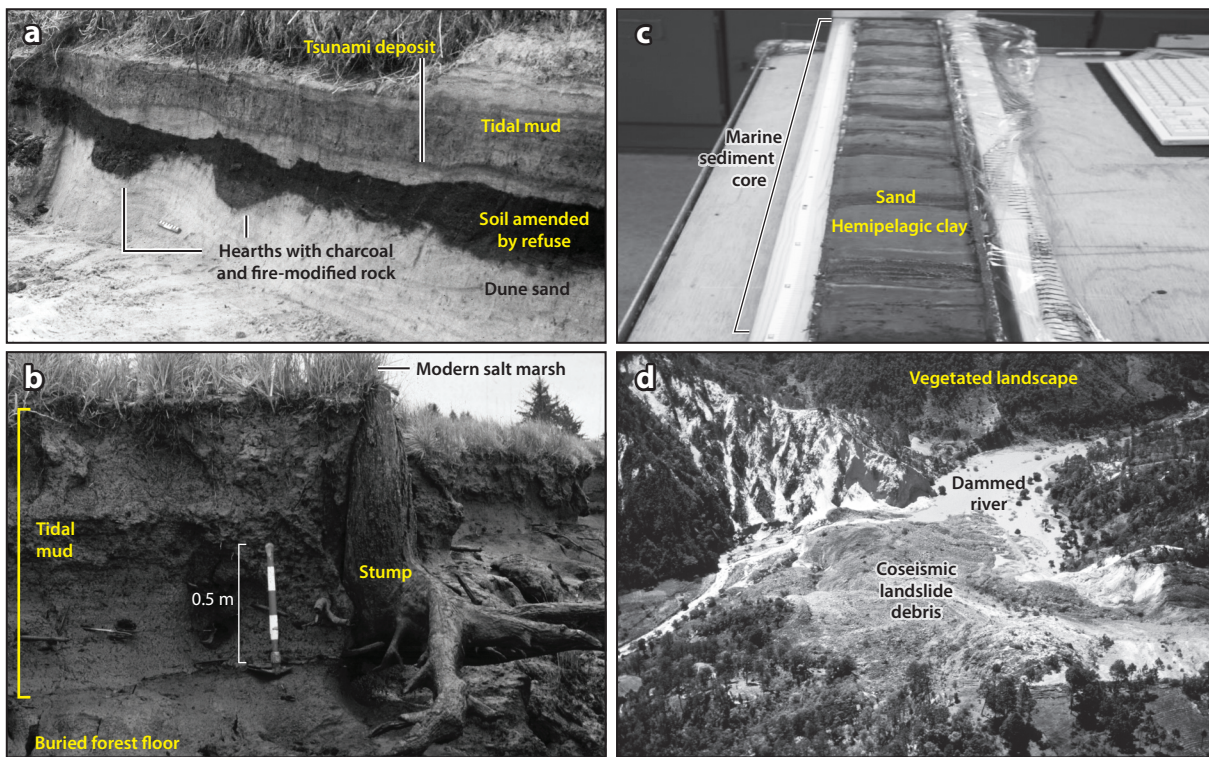 a
Tsunami deposit
Tidal mud
Soil amended
by refuse
Hearths with charcoal
and fire-modified rock
Dune sand
c
Marine
sediment
core
Sand
Hemipelagic clay
b
Modern salt marsh
Tidal
mud
0.5 m
Stump
Buried forest floor
d
Vegetated landscape
Dammed
river
Coseismic
landslide
debris